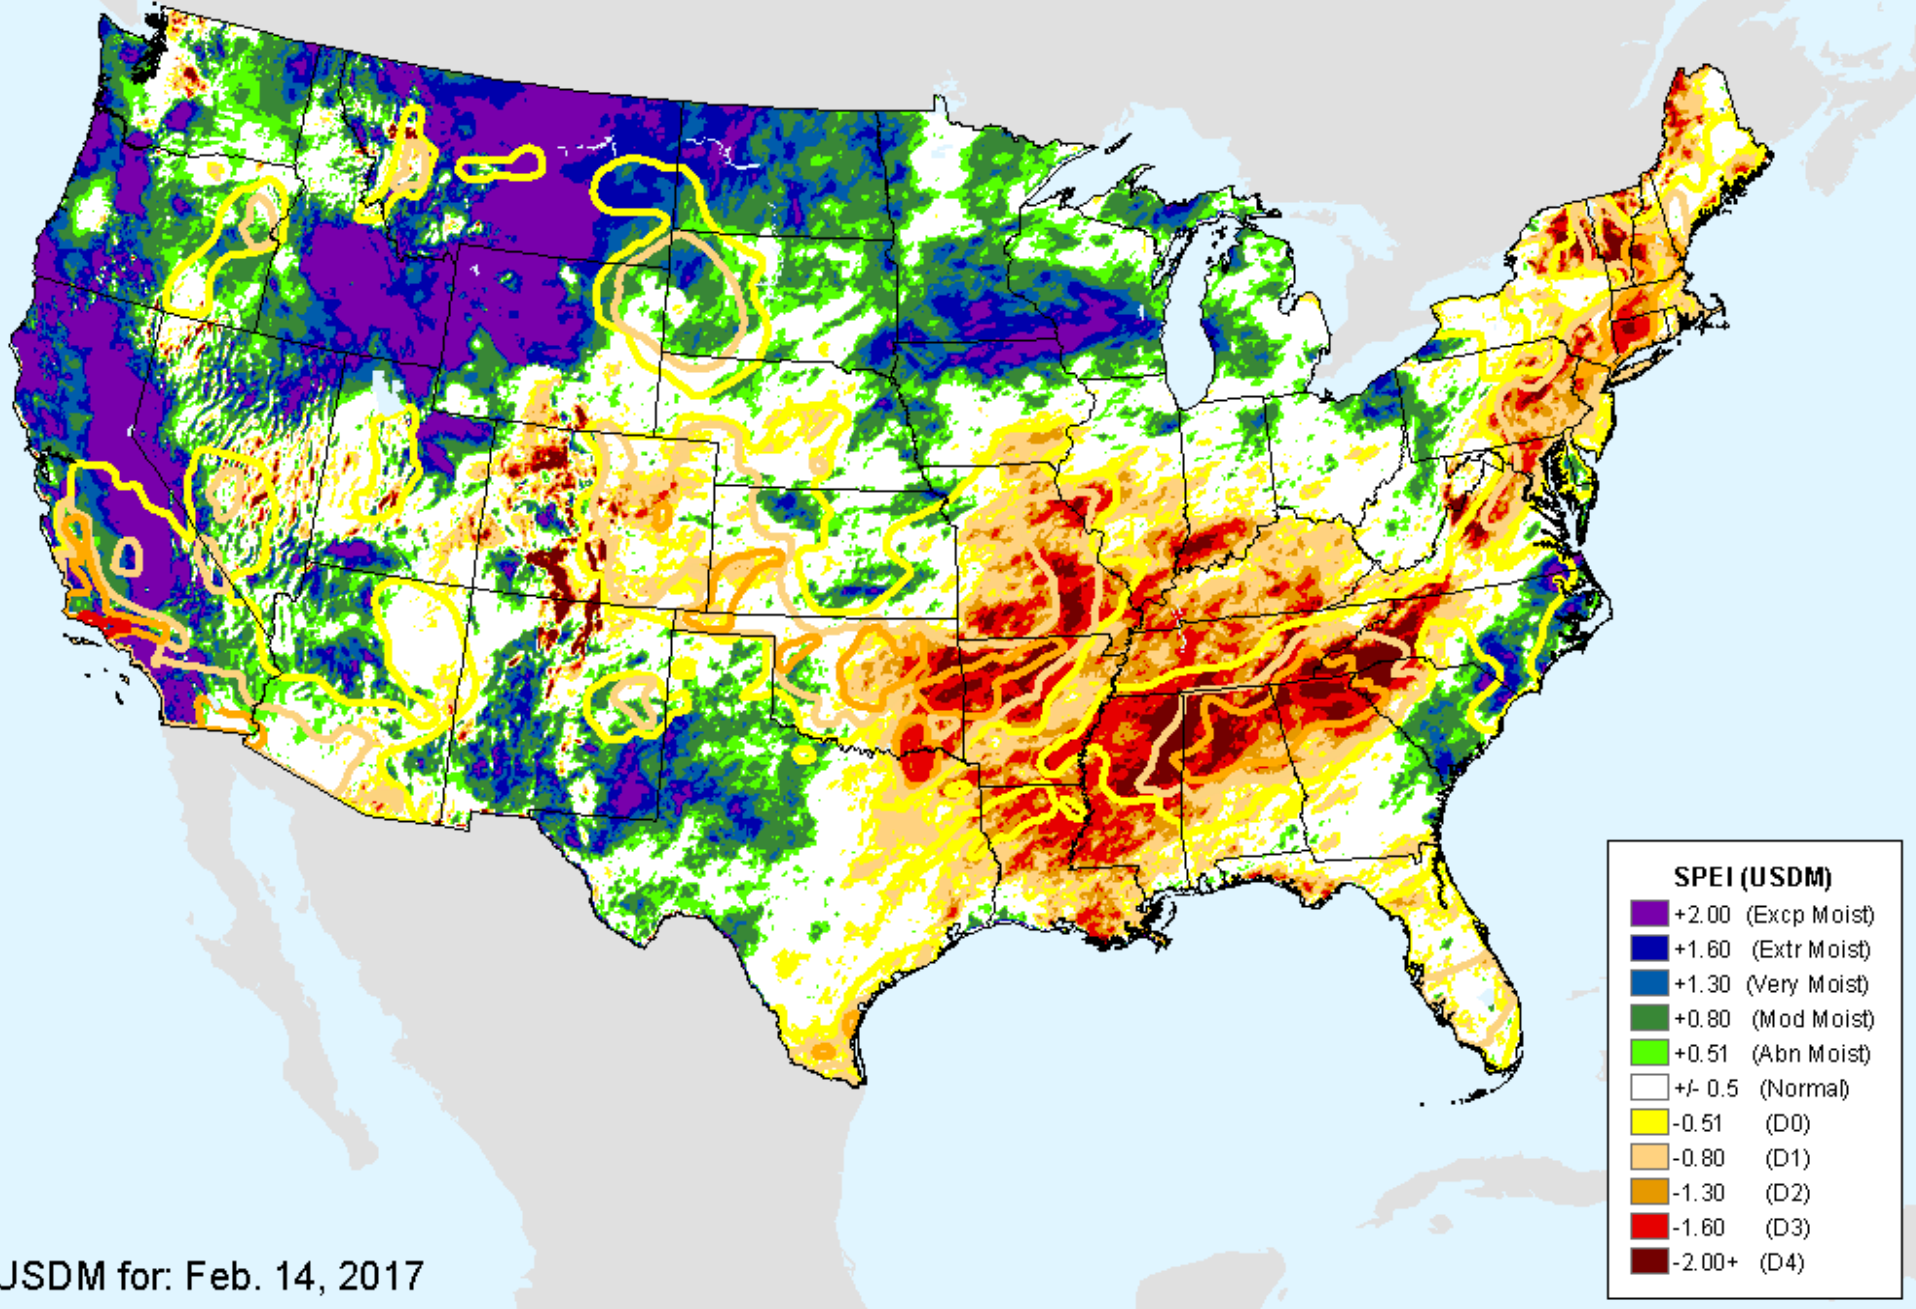 SPEI (USDM)
+2.00 (Excp Moist)
+1.60 (Extr Moist)
+1.30 (Very Moist)
+0.80 (Mod Moist)
+0.51 (Abn Moist)
+/- 0.5 (Normal)
-0.51 (D0)
-0.80 (D1)
-1.30 (D2)
-1.60 (D3)
-2.00+ (D4)
USDM for: Feb. 14, 2017